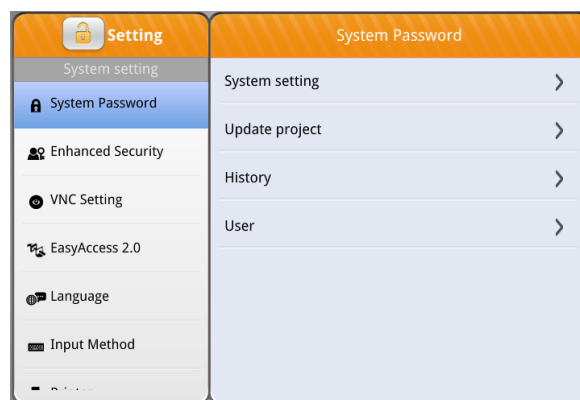 Setting
System setting
System Password
Enhanced Security
VNC Setting
EasyAccess 2.0
Language
Input Method
System Password
System setting
Update project
History
User